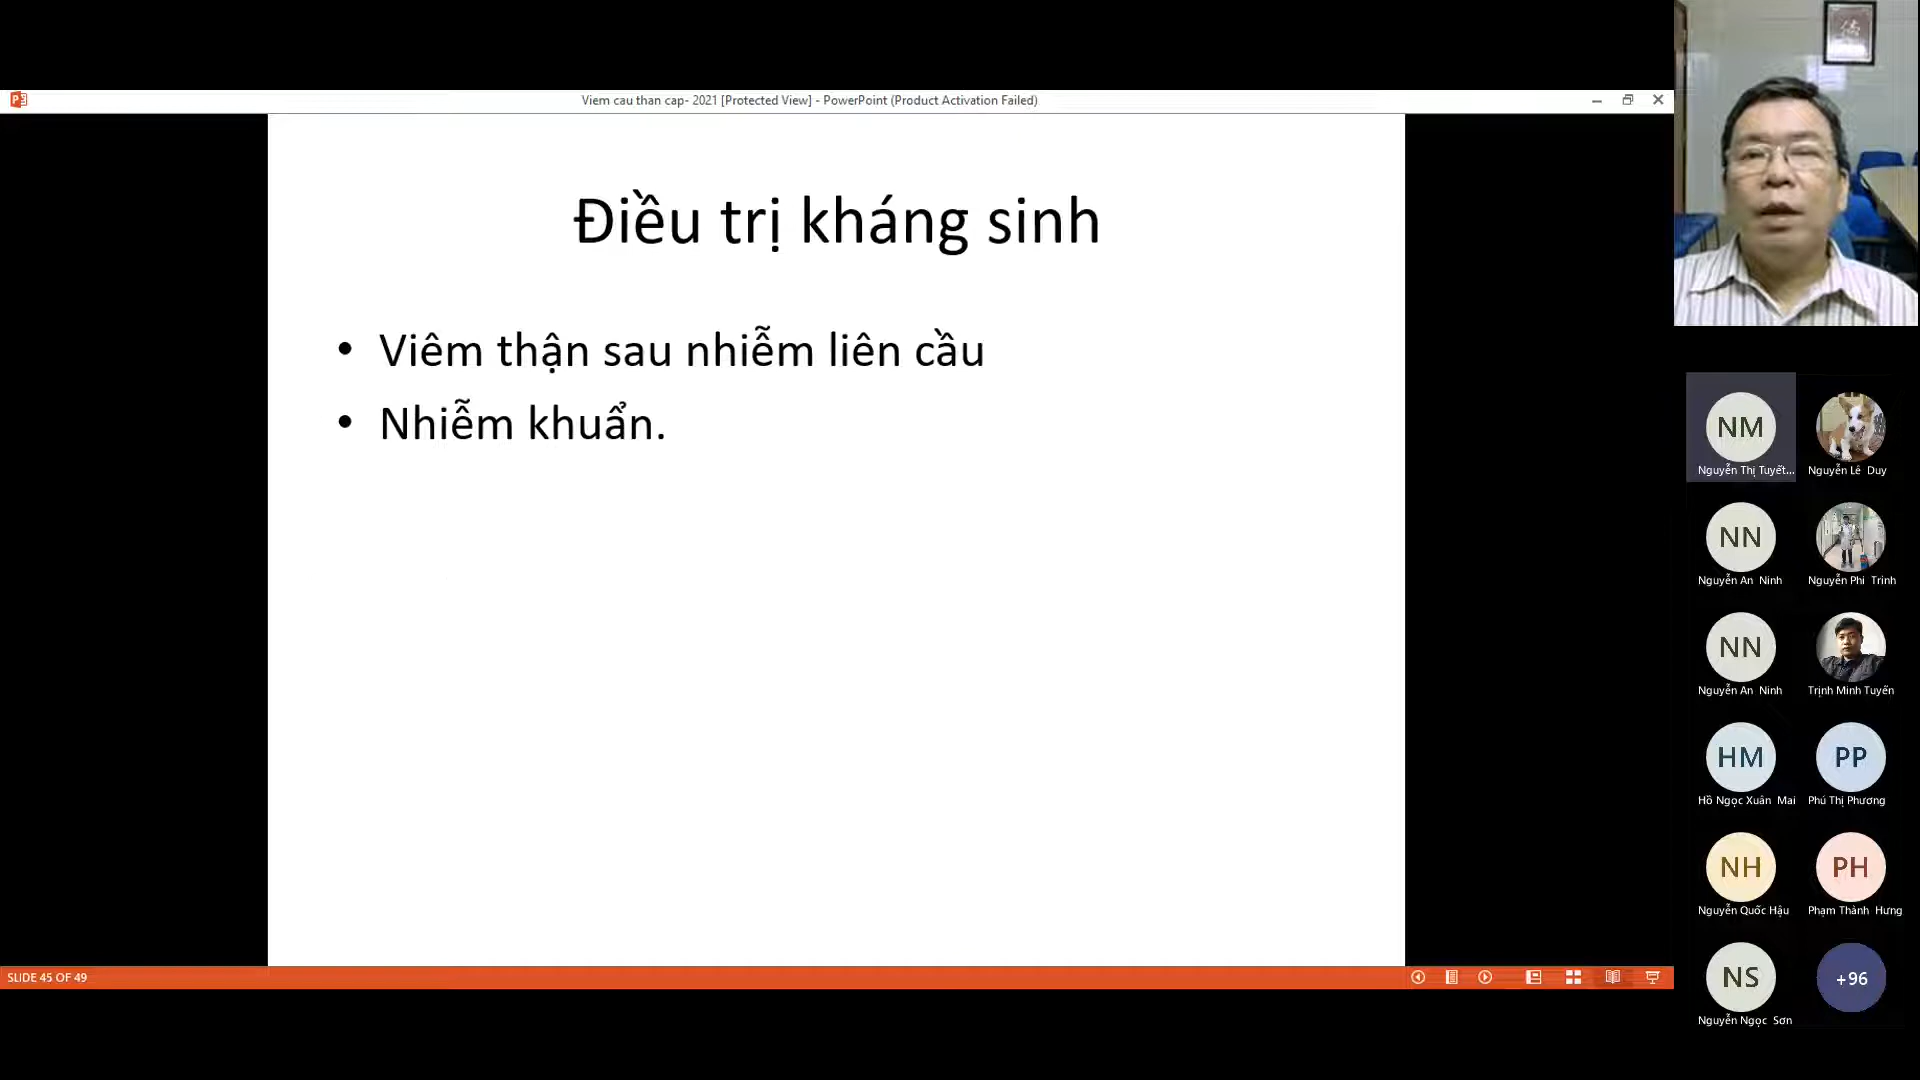 Viem cau than cap- 2021 [Protected View] - PowerPoint (Product Activation Failed)
Điều trị kháng sinh
• Viêm thận sau nhiễm liên cầu
• Nhiễm khuẩn.
SLIDE 45 OF 49
NM
Nguyễn Thị Tuyết...
Nguyễn Lê Duy
NN
Nguyễn An Ninh
Nguyễn Phi Trinh
NN
Nguyễn An Ninh
Trịnh Minh Tuyến
HM
Hồ Ngọc Xuân Mai
PP
Phú Thị Phương
NH
Nguyễn Quốc Hậu
PH
Phạm Thành Hưng
NS
Nguyễn Ngọc Sơn
+96